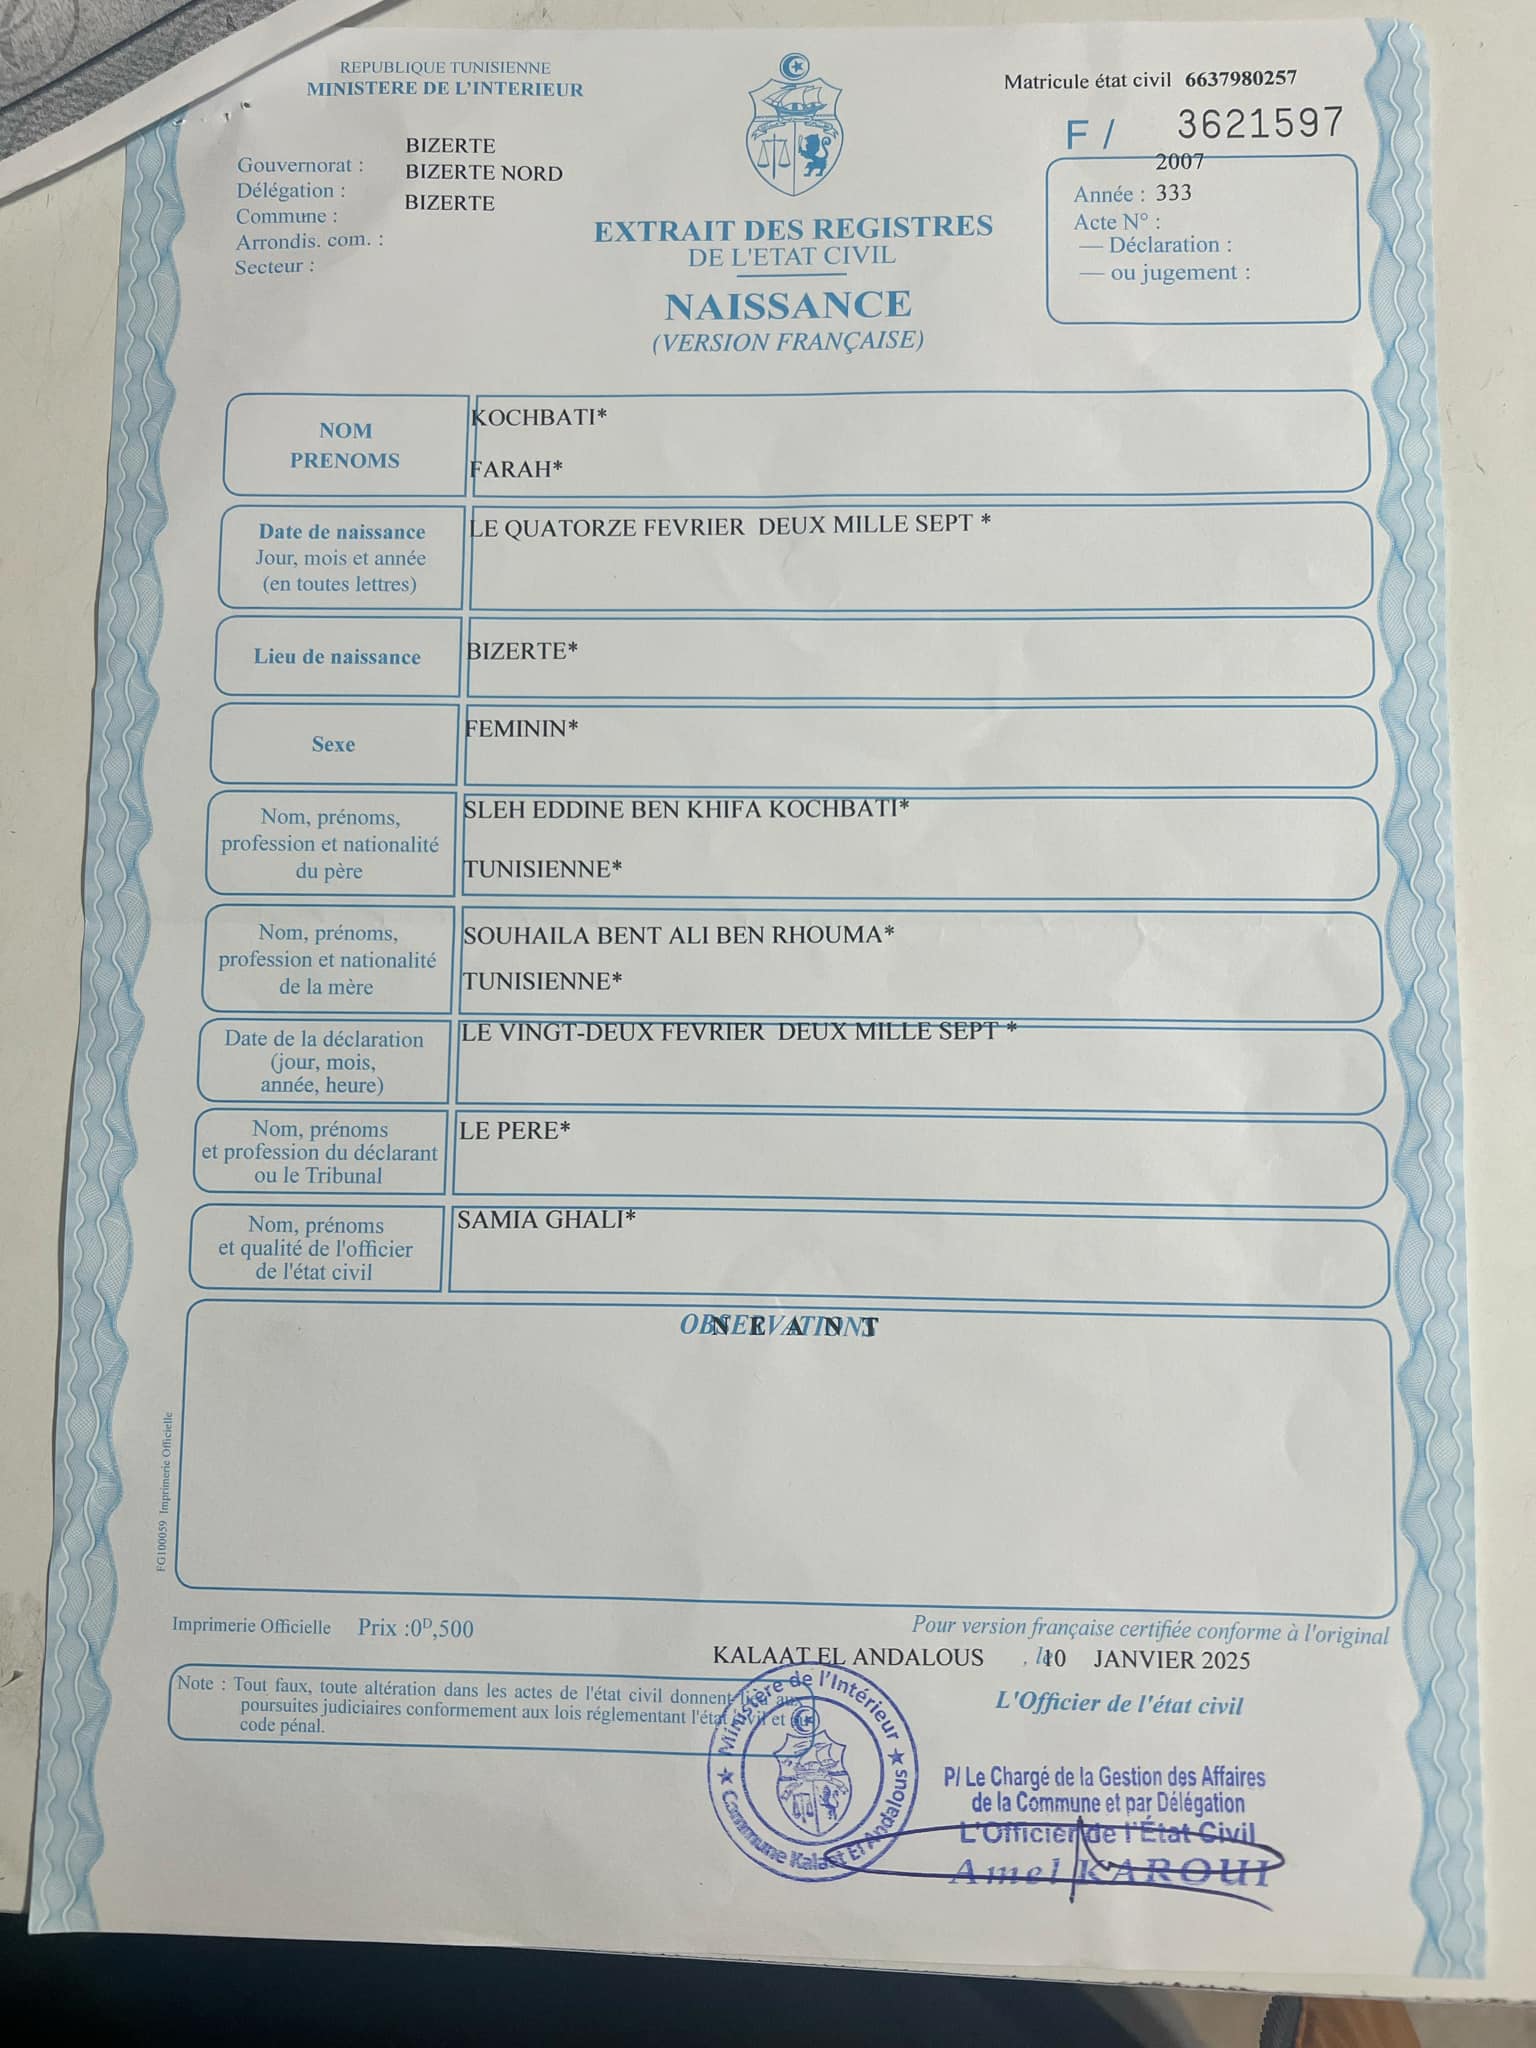 REPUBLIQUE TUNISIENNE
MINISTERE DE L'INTERIEUR
Matricule état civil 6637980257
F / 3621597
BIZERTE
Gouvernorat :
BIZERTE NORD
Délégation :
BIZERTE
Commune :
Arrondis. com. :
Secteur :
2007
Année : 333
Acte N° :
— Déclaration :
— ou jugement :
EXTRAIT DES REGISTRES
DE L'ETAT CIVIL
NAISSANCE
(VERSION FRANÇAISE)
NOM
PRENOMS
KOCHBATI*
FARAH*
Date de naissance
Jour, mois et année
(en toutes lettres)
LE QUATORZE FEVRIER DEUX MILLE SEPT *
Lieu de naissance
BIZERTE*
Sexe
FEMININ*
Nom, prénoms,
profession et nationalité
du père
SLEH EDDINE BEN KHIFA KOCHBATI*
TUNISIENNE*
Nom, prénoms,
profession et nationalité
de la mère
SOUHAILA BENT ALI BEN RHOUMA*
TUNISIENNE*
Date de la déclaration
(jour, mois,
année, heure)
LE VINGT-DEUX FEVRIER DEUX MILLE SEPT *
Nom, prénoms
et profession du déclarant
ou le Tribunal
LE PERE*
Nom, prénoms
et qualité de l'officier
de l'état civil
SAMIA GHALI*
OBSERVATIONS
N E A N T
FG100059 Imprimerie Officielle
Imprimerie Officielle Prix :0ᴰ,500
Pour version française certifiée conforme à l'original
KALAAT EL ANDALOUS , le 10 JANVIER 2025
Note : Tout faux, toute altération dans les actes de l'état civil donnent lieu aux
poursuites judiciaires conformement aux lois réglementant l'état civil et au
code pénal.
L'Officier de l'état civil
Ministère de l'Intérieur
Commune Kalaat El Andalous
P/ Le Chargé de la Gestion des Affaires
de la Commune et par Délégation
L'Officier de l'État Civil
Amel KAROUI